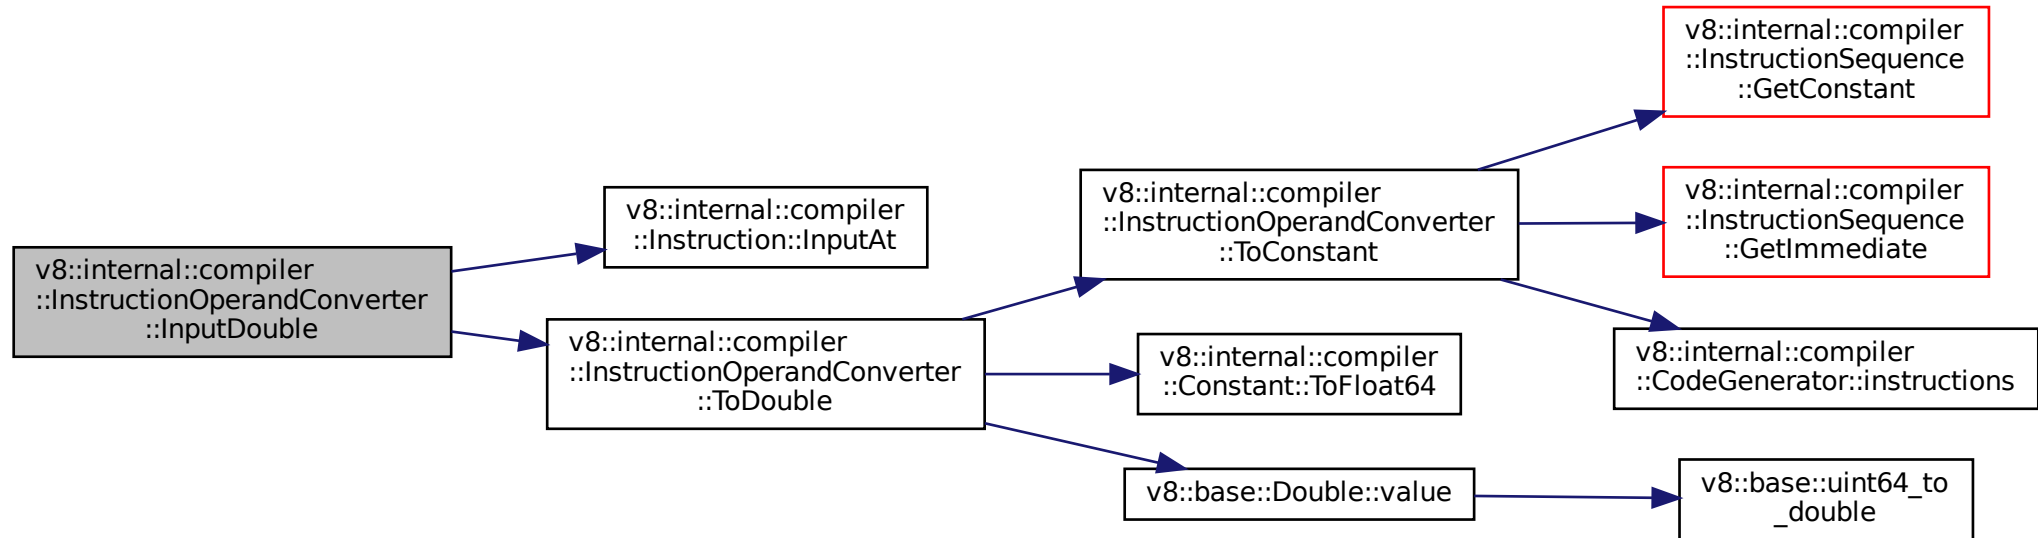 v8::internal::compiler
::InstructionOperandConverter
::InputDouble
v8::internal::compiler
::Instruction::InputAt
v8::internal::compiler
::InstructionOperandConverter
::ToDouble
v8::internal::compiler
::InstructionOperandConverter
::ToConstant
v8::internal::compiler
::Constant::ToFloat64
v8::base::Double::value
v8::internal::compiler
::InstructionSequence
::GetConstant
v8::internal::compiler
::InstructionSequence
::GetImmediate
v8::internal::compiler
::CodeGenerator::instructions
v8::base::uint64_to
_double